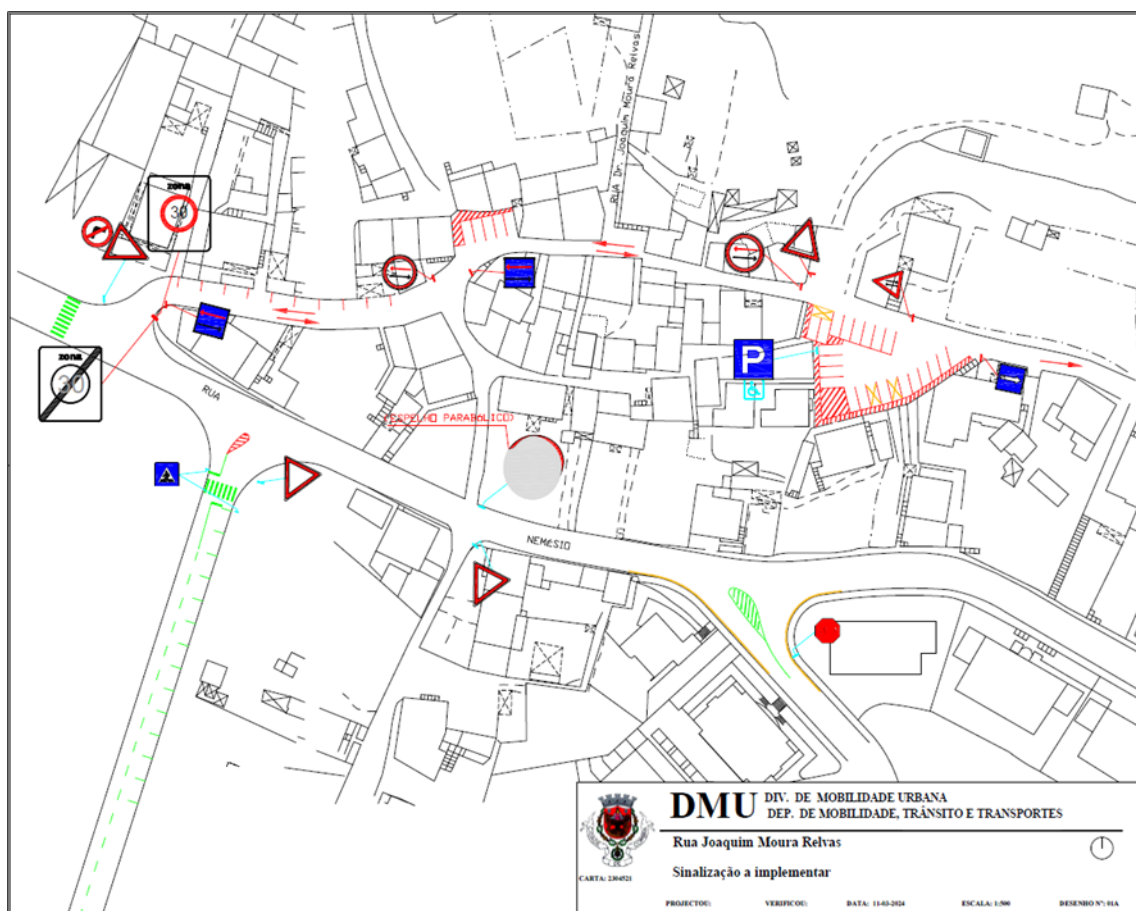 RUA Dr. Joaquim Moura Relvas
zona
30
zona
30
RUA
(ESPELHO PARABÓLICO)
P
NEMÉSIO
DMU
DIV. DE MOBILIDADE URBANA
DEP. DE MOBILIDADE, TRÂNSITO E TRANSPORTES
Rua Joaquim Moura Relvas
Sinalização a implementar
CARTA: 2304521
PROJECTOU: VERIFICOU: DATA: 11-03-2024 ESCALA: 1:500 DESENHO Nº: 01A